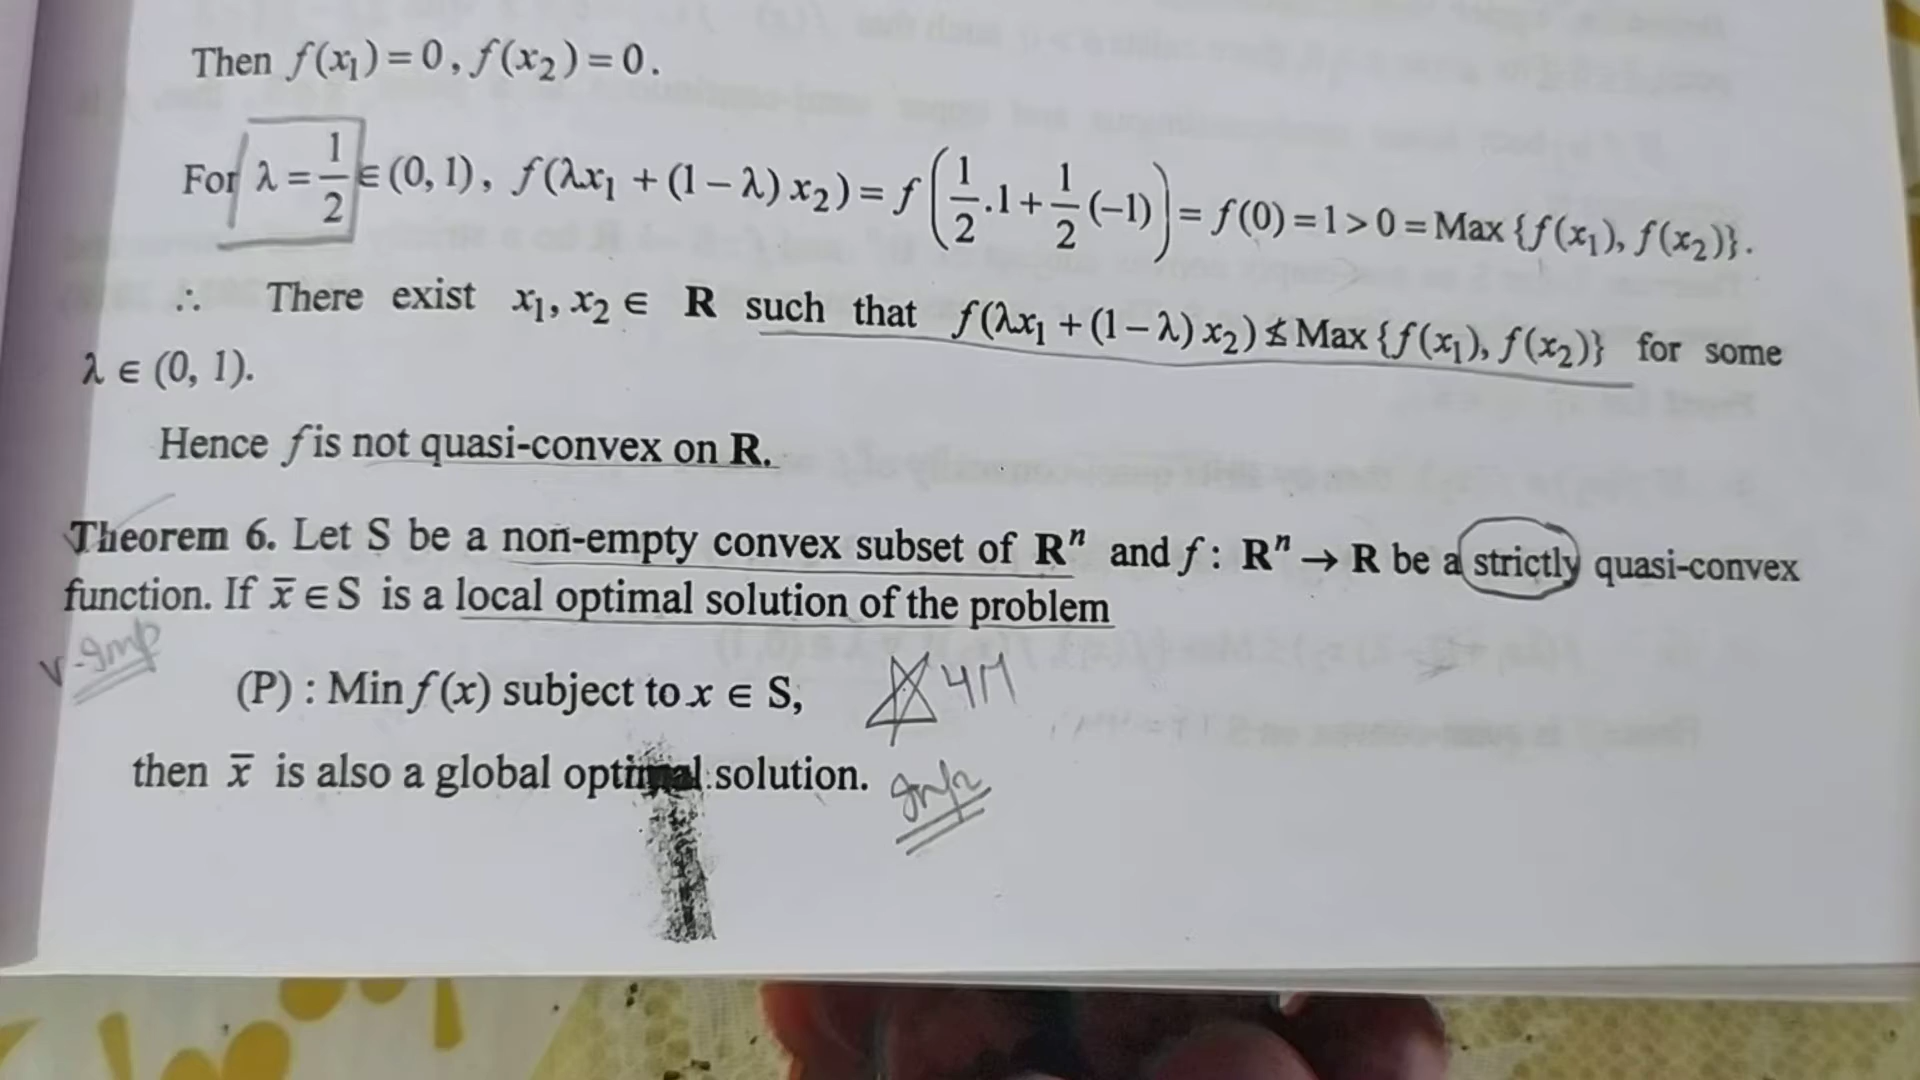 Then f(x₁) = 0, f(x₂) = 0.
For λ = 1/2 ∈ (0, 1), f(λx₁ + (1 – λ) x₂) = f(1/2 . 1 + 1/2 (–1)) = f(0) = 1 > 0 = Max {f(x₁), f(x₂)}.
∴ There exist x₁, x₂ ∈ R such that f(λx₁ + (1 – λ) x₂) ≰ Max {f(x₁), f(x₂)} for some
λ ∈ (0, 1).
Hence f is not quasi-convex on R.
Theorem 6. Let S be a non-empty convex subset of Rⁿ and f : Rⁿ → R be a strictly quasi-convex
function. If x̅ ∈ S is a local optimal solution of the problem
V-Imp
(P) : Min f(x) subject to x ∈ S, 4M
then x̅ is also a global optimal solution. Imp